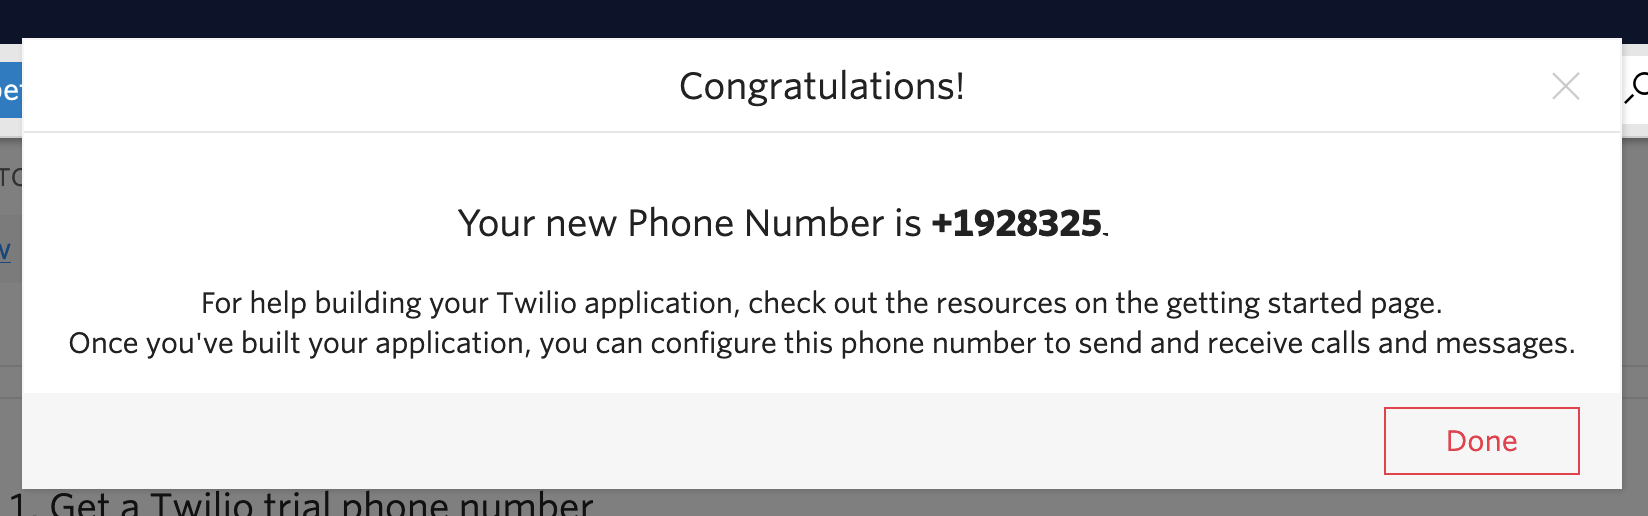 Congratulations!
Your new Phone Number is +1928325.
For help building your Twilio application, check out the resources on the getting started page.
Once you've built your application, you can configure this phone number to send and receive calls and messages.
Done
1. Get a Twilio trial phone number